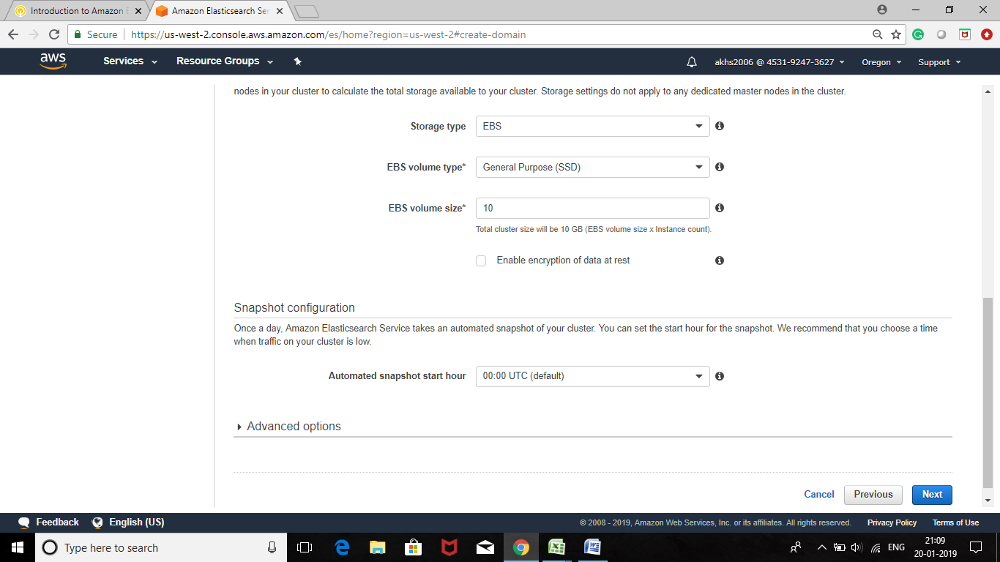 Introduction to Amazon E
Amazon Elasticsearch Ser
Secure
https://us-west-2.console.aws.amazon.com/es/home?region=us-west-2#create-domain
aws
Services
Resource Groups
akhs2006 @ 4531-9247-3627
Oregon
Support
nodes in your cluster to calculate the total storage available to your cluster. Storage settings do not apply to any dedicated master nodes in the cluster.
Storage type
EBS
EBS volume type*
General Purpose (SSD)
EBS volume size*
10
Total cluster size will be 10 GB (EBS volume size x Instance count).
Enable encryption of data at rest
Snapshot configuration
Once a day, Amazon Elasticsearch Service takes an automated snapshot of your cluster. You can set the start hour for the snapshot. We recommend that you choose a time
when traffic on your cluster is low.
Automated snapshot start hour
00:00 UTC (default)
Advanced options
Cancel
Previous
Next
Feedback
English (US)
© 2008 - 2019, Amazon Web Services, Inc. or its affiliates. All rights reserved.
Privacy Policy
Terms of Use
Type here to search
ENG
21:09
20-01-2019